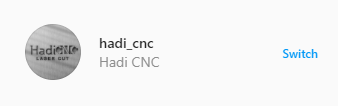 HadiCNC
LASER CUT
hadi_cnc
Hadi CNC
Switch